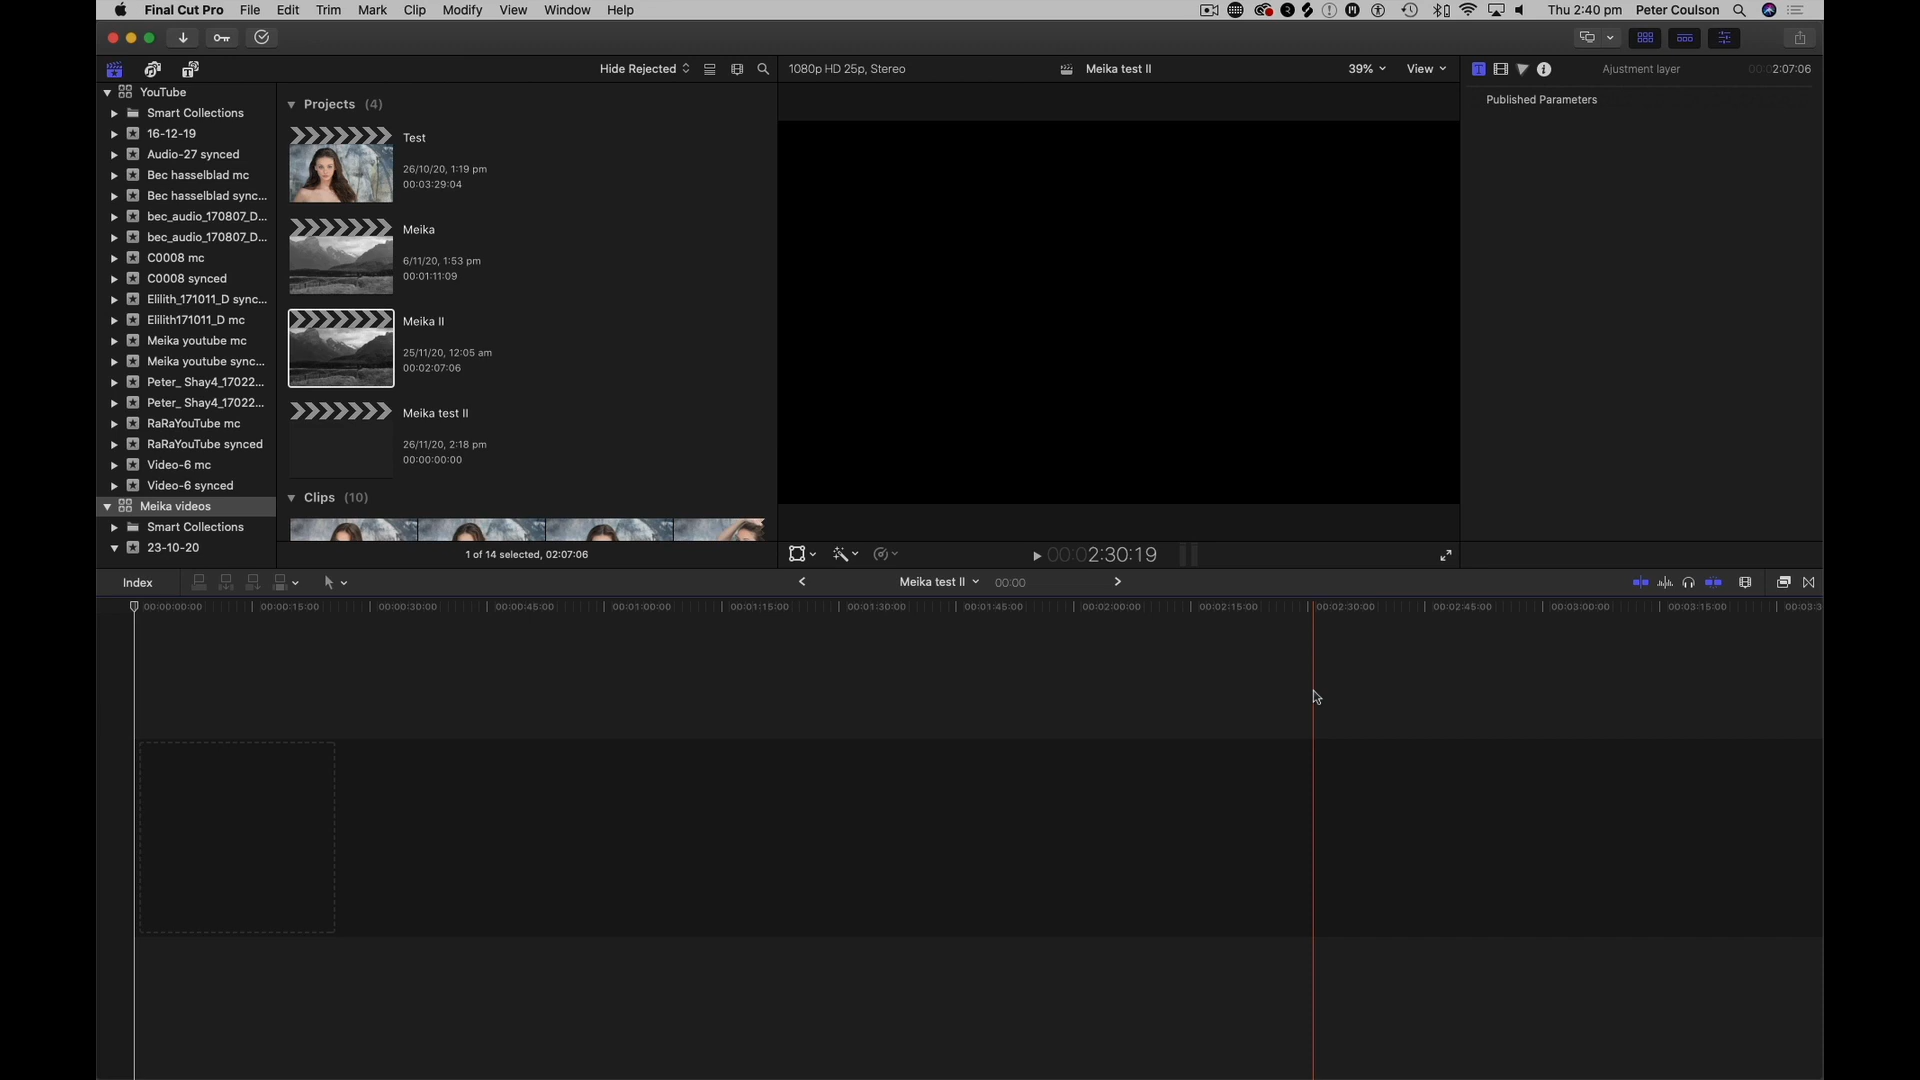 Final Cut Pro File Edit Trim Mark Clip Modify View Window Help Thu 2:40 pm Peter Coulson
Hide Rejected
1080p HD 25p, Stereo
Meika test II
39%
View
Ajustment layer
00:02:07:06
Published Parameters
YouTube
Smart Collections
16-12-19
Audio-27 synced
Bec hasselblad mc
Bec hasselblad sync...
bec_audio_170807_D...
bec_audio_170807_D...
C0008 mc
C0008 synced
Elilith_171011_D sync...
Elilith171011_D mc
Meika youtube mc
Meika youtube sync...
Peter_ Shay4_17022...
Peter_ Shay4_17022...
RaRaYouTube mc
RaRaYouTube synced
Video-6 mc
Video-6 synced
Meika videos
Smart Collections
23-10-20
Projects (4)
Test
26/10/20, 1:19 pm
00:03:29:04
Meika
6/11/20, 1:53 pm
00:01:11:09
Meika II
25/11/20, 12:05 am
00:02:07:06
Meika test II
26/11/20, 2:18 pm
00:00:00:00
Clips (10)
1 of 14 selected, 02:07:06
00:02:30:19
Index
Meika test II
00:00
00:00:00:00 00:00:15:00 00:00:30:00 00:00:45:00 00:01:00:00 00:01:15:00 00:01:30:00 00:01:45:00 00:02:00:00 00:02:15:00 00:02:30:00 00:02:45:00 00:03:00:00 00:03:15:00 00:03:3